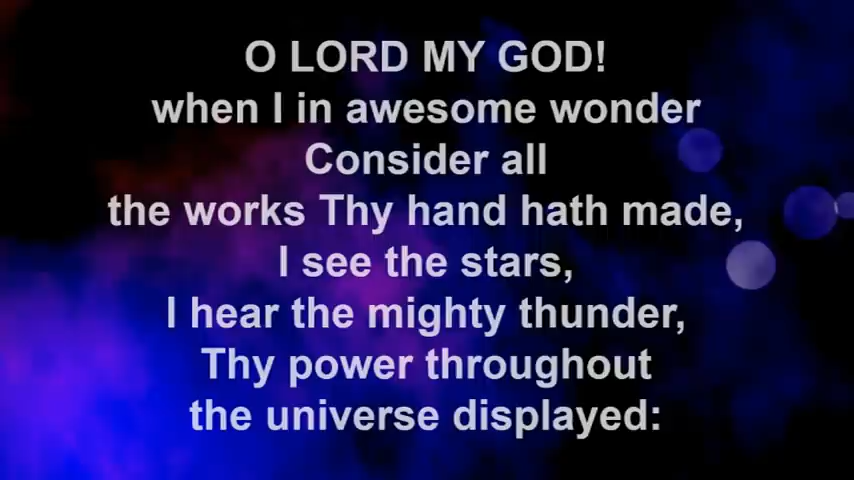 O LORD MY GOD!
when I in awesome wonder
Consider all
the works Thy hand hath made,
I see the stars,
I hear the mighty thunder,
Thy power throughout
the universe displayed: